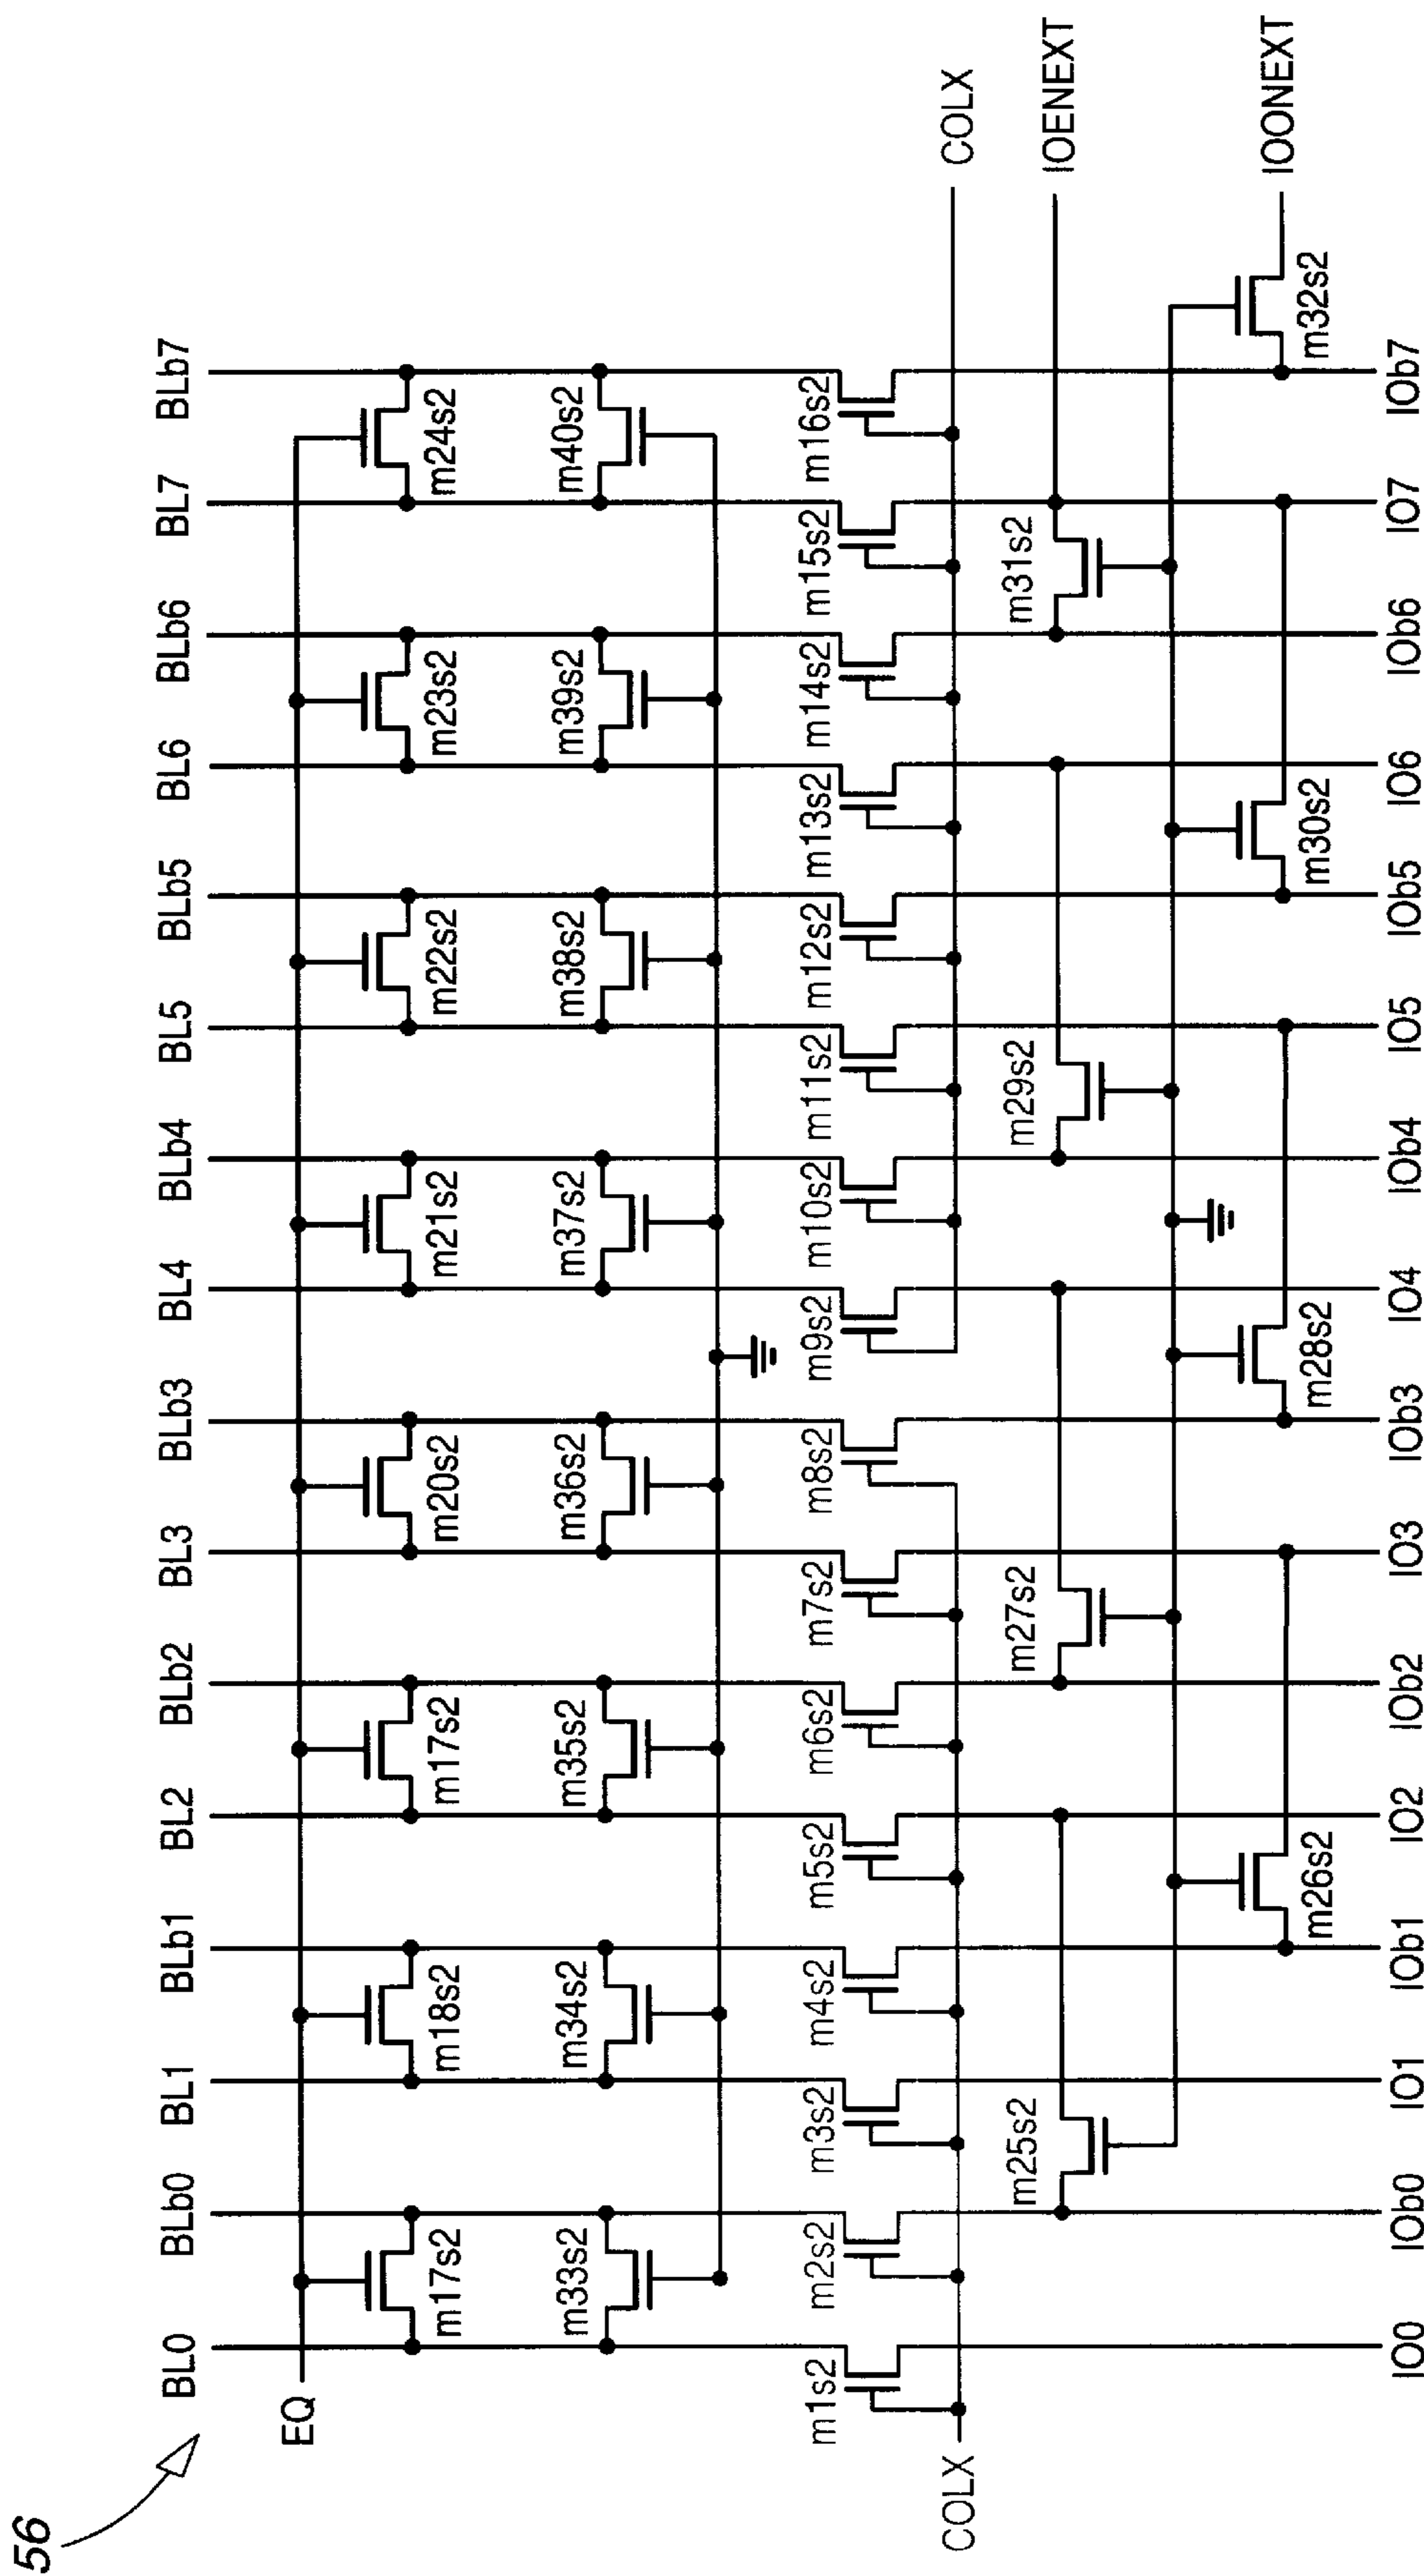 56
BL0 BLb0 BL1 BLb1 BL2 BLb2 BL3 BLb3 BL4 BLb4 BL5 BLb5 BL6 BLb6 BL7 BLb7
EQ
m17s2 m18s2 m17s2 m20s2 m21s2 m22s2 m23s2 m24s2
m33s2 m34s2 m35s2 m36s2 m37s2 m38s2 m39s2 m40s2
m1s2 m2s2 m3s2 m4s2 m5s2 m6s2 m7s2 m8s2 m9s2 m10s2 m11s2 m12s2 m13s2 m14s2 m15s2 m16s2
COLX COLX
m25s2 m27s2 m29s2 m31s2 IOENEXT
m26s2 m28s2 m30s2 m32s2 IOONEXT
IO0 IOb0 IO1 IOb1 IO2 IOb2 IO3 IOb3 IO4 IOb4 IO5 IOb5 IO6 IOb6 IO7 IOb7